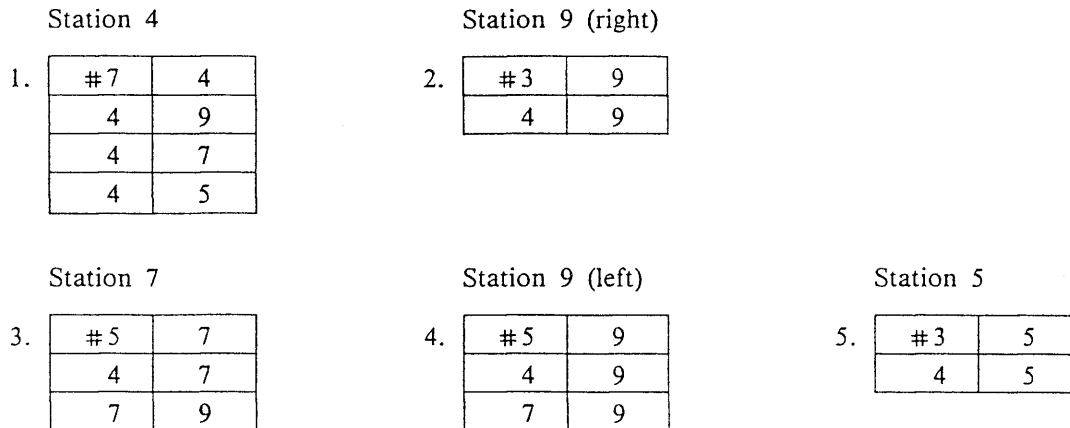 Station 4 Station 9 (right)
1. #7 4 2. #3 9
4 9 4 9
4 7
4 5
Station 7 Station 9 (left) Station 5
3. #5 7 4. #5 9 5. #3 5
4 7 4 9 4 5
7 9 7 9